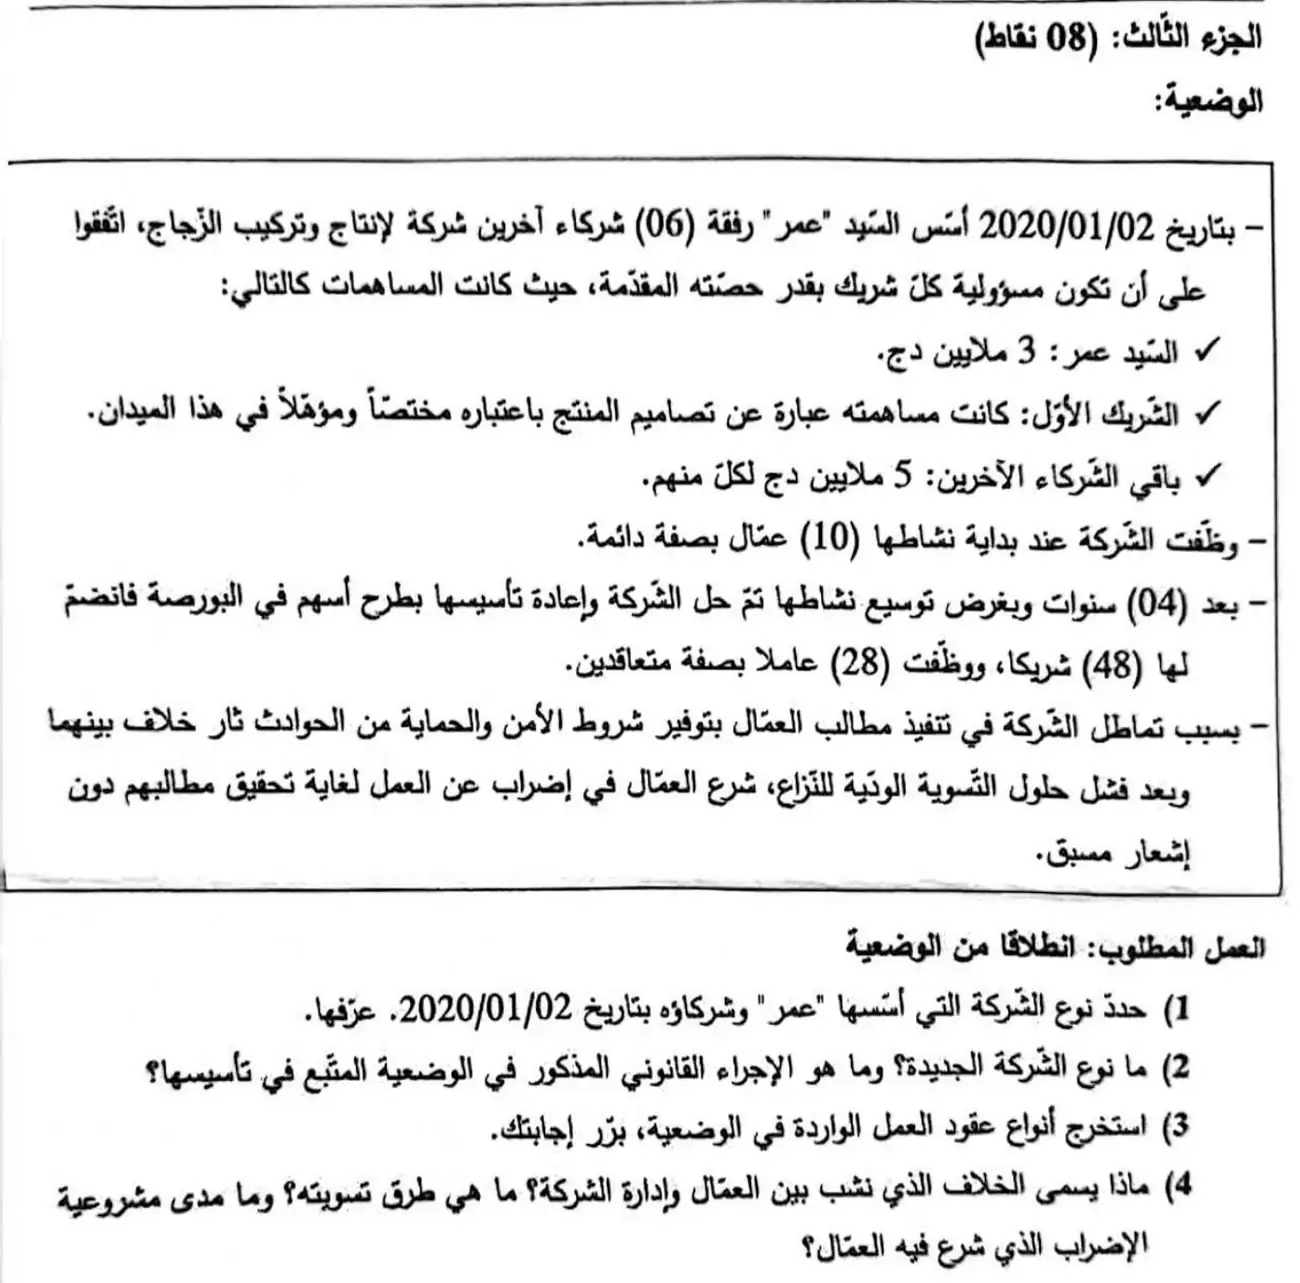 الجزء الثّالث: (08 نقاط)
الوضعية:
– بتاريخ 2020/01/02 أسّس السّيد "عمر" رفقة (06) شركاء آخرين شركة لإنتاج وتركيب الزّجاج، اتّفقوا
على أن تكون مسؤولية كلّ شريك بقدر حصّته المقدّمة، حيث كانت المساهمات كالتالي:
✓ السّيد عمر: 3 ملايين دج.
✓ الشّريك الأوّل: كانت مساهمته عبارة عن تصاميم المنتج باعتباره مختصّاً ومؤهّلاً في هذا الميدان.
✓ باقي الشّركاء الآخرين: 5 ملايين دج لكلّ منهم.
– وظّفت الشّركة عند بداية نشاطها (10) عمّال بصفة دائمة.
– بعد (04) سنوات وبغرض توسيع نشاطها تمّ حل الشّركة وإعادة تأسيسها بطرح أسهم في البورصة فانضمّ
لها (48) شريكا، ووظّفت (28) عاملا بصفة متعاقدين.
– بسبب تماطل الشّركة في تنفيذ مطالب العمّال بتوفير شروط الأمن والحماية من الحوادث ثار خلاف بينهما
وبعد فشل حلول التّسوية الودّية للنّزاع، شرع العمّال في إضراب عن العمل لغاية تحقيق مطالبهم دون
إشعار مسبق.
العمل المطلوب: انطلاقا من الوضعية
1) حدّد نوع الشّركة التي أسّسها "عمر" وشركاؤه بتاريخ 2020/01/02. عرّفها.
2) ما نوع الشّركة الجديدة؟ وما هو الإجراء القانوني المذكور في الوضعية المتّبع في تأسيسها؟
3) استخرج أنواع عقود العمل الواردة في الوضعية، برّر إجابتك.
4) ماذا يسمى الخلاف الذي نشب بين العمّال وإدارة الشّركة؟ ما هي طرق تسويته؟ وما مدى مشروعية
الإضراب الذي شرع فيه العمّال؟